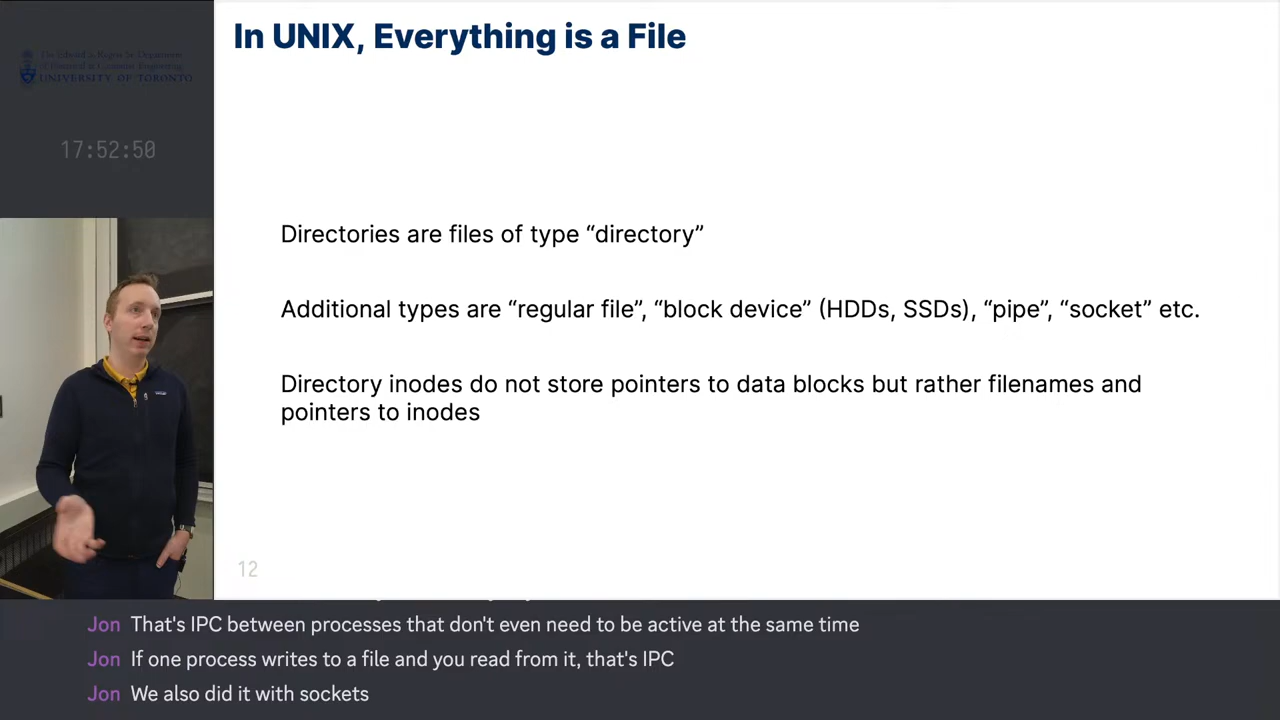 In UNIX, Everything is a File
UNIVERSITY OF TORONTO
17:52:50
Directories are files of type “directory”
Additional types are “regular file”, “block device” (HDDs, SSDs), “pipe”, “socket” etc.
Directory inodes do not store pointers to data blocks but rather filenames and
pointers to inodes
12
Jon That's IPC between processes that don't even need to be active at the same time
Jon If one process writes to a file and you read from it, that's IPC
Jon We also did it with sockets